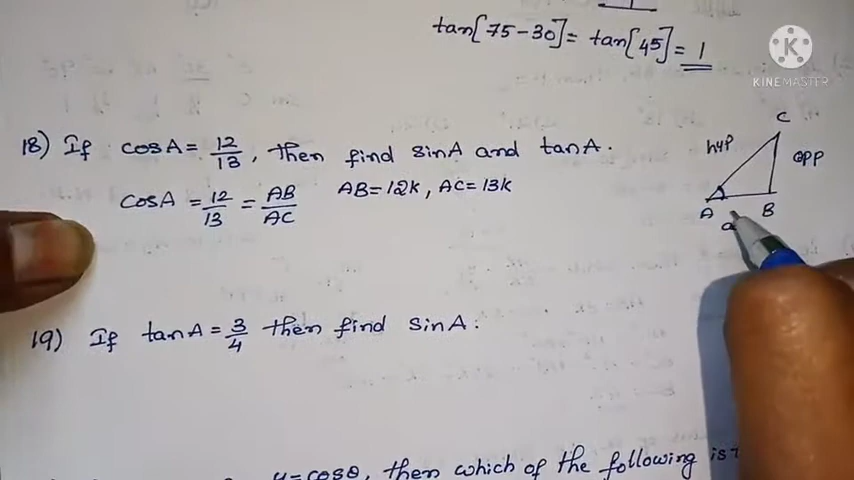 tan[75-30]= tan[45]= 1
K
KINEMASTER
18) If cosA= 12/13, then find sinA and tanA.
cosA = 12/13 = AB/AC AB=12k, AC=13k
C
hyp
opp
A
B
a
19) If tanA= 3/4 then find sinA:
y=cosθ, then which of the following is